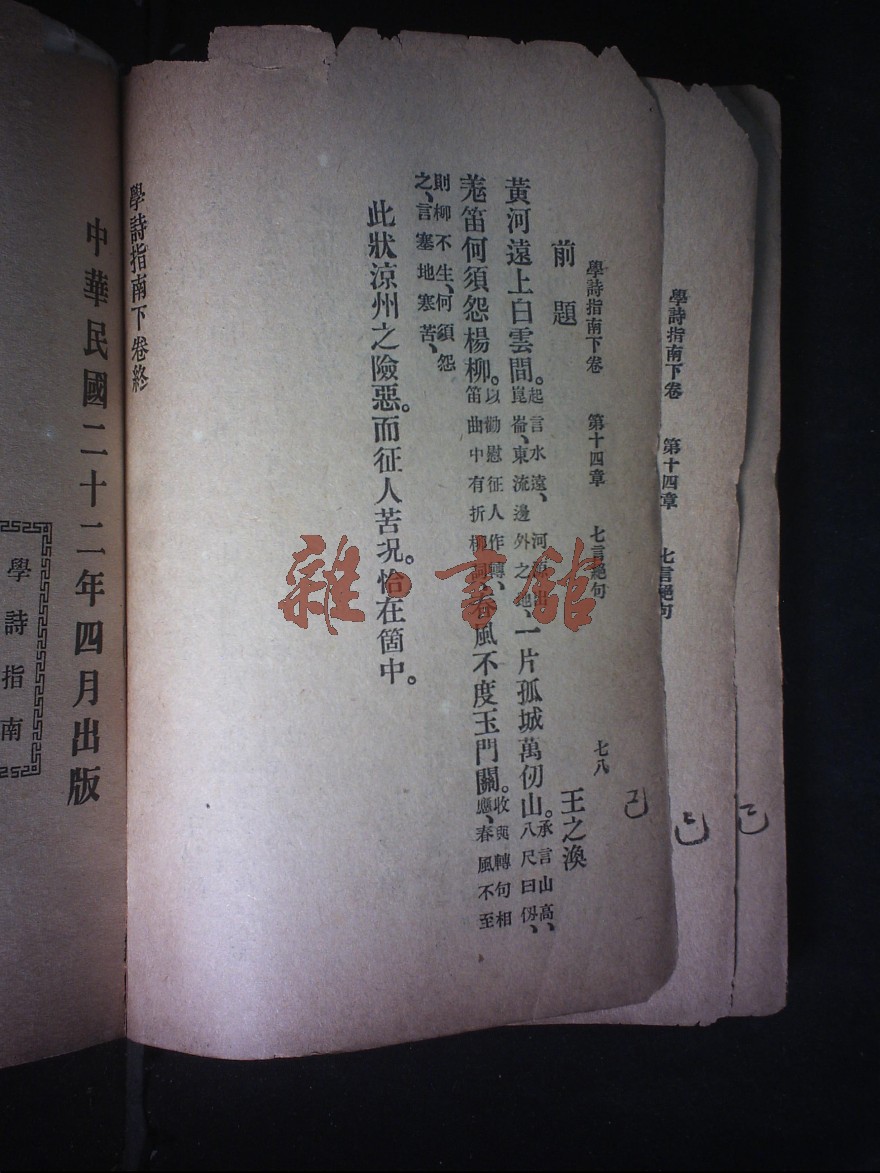 學詩指南下卷 第十四章 七言絕句
學詩指南下卷 第十四章 七言絕句 七八
前題 王之渙
黃河遠上白雲間。起言水遠、河源出崑崙、東流邊外之地、一片孤城萬仞山。承言山高、八尺曰仞、
羗笛何須怨楊柳。以勸慰征人作轉、笛曲中有折柳詞、春風不度玉門關。收與轉句相應、春風不至
則柳不生、何須怨之、言塞地寒苦、
此狀涼州之險惡。而征人苦况。恰在箇中。
學詩指南下卷終
中華民國二十二年四月出版
學詩指南
雜·書館